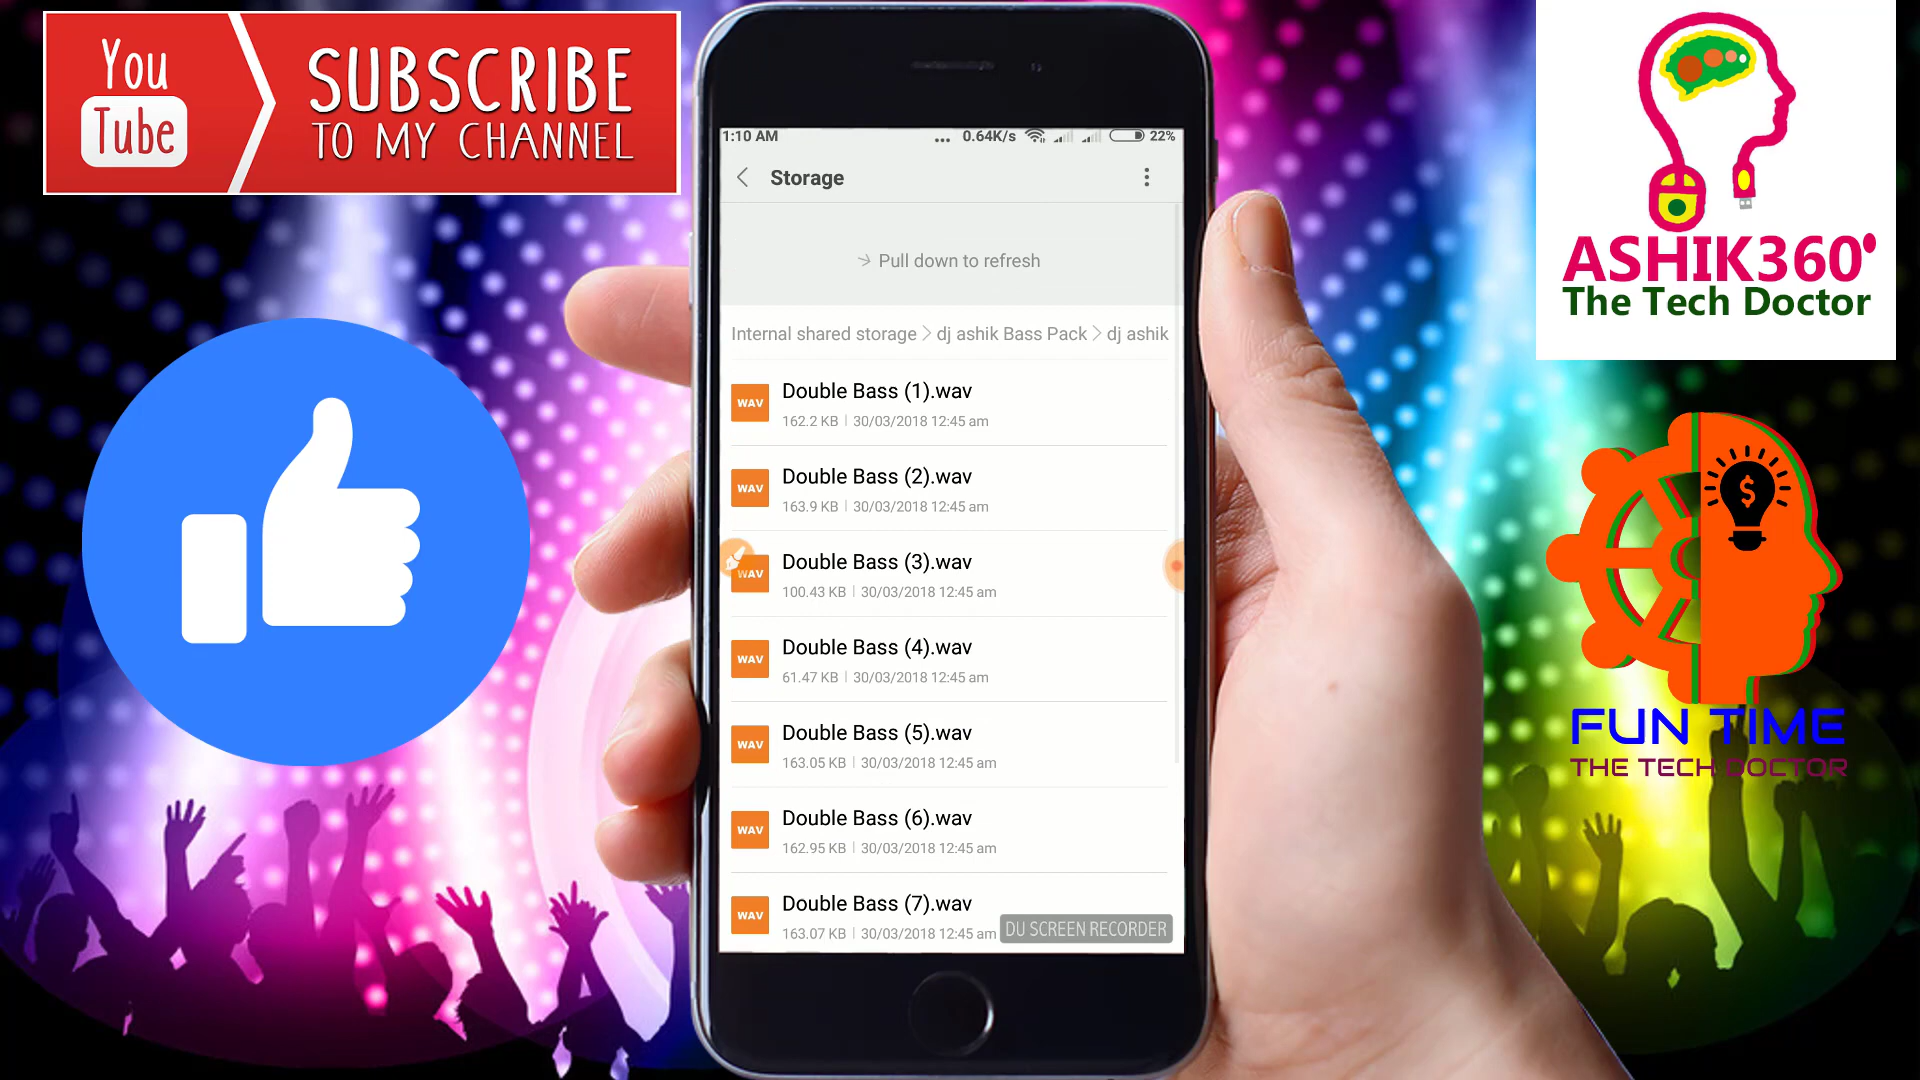 You
Tube
SUBSCRIBE
TO MY CHANNEL
1:10 AM
... 0.64K/s 22%
Storage
Pull down to refresh
Internal shared storage > dj ashik Bass Pack > dj ashik
WAV
Double Bass (1).wav
162.2 KB | 30/03/2018 12:45 am
WAV
Double Bass (2).wav
163.9 KB | 30/03/2018 12:45 am
WAV
Double Bass (3).wav
100.43 KB | 30/03/2018 12:45 am
WAV
Double Bass (4).wav
61.47 KB | 30/03/2018 12:45 am
WAV
Double Bass (5).wav
163.05 KB | 30/03/2018 12:45 am
WAV
Double Bass (6).wav
162.95 KB | 30/03/2018 12:45 am
WAV
Double Bass (7).wav
163.07 KB | 30/03/2018 12:45 am
DU SCREEN RECORDER
ASHIK360°
The Tech Doctor
$
FUN TIME
THE TECH DOCTOR